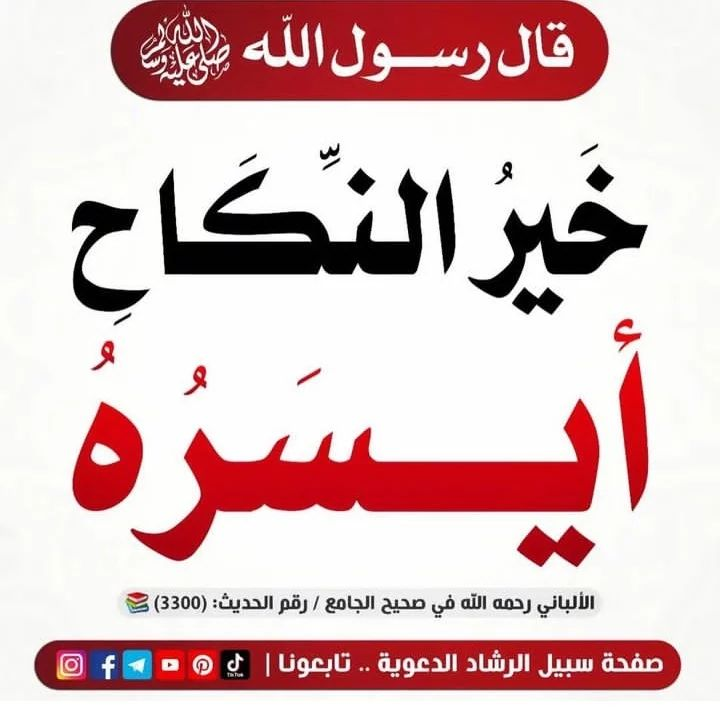 قال رسول الله صلى الله عليه وسلم
خَيرُ النِّكَاحِ
أيسَرُهُ
الألباني رحمه الله في صحيح الجامع / رقم الحديث: (3300)
صفحة سبيل الرشاد الدعوية .. تابعونا |
TikTok